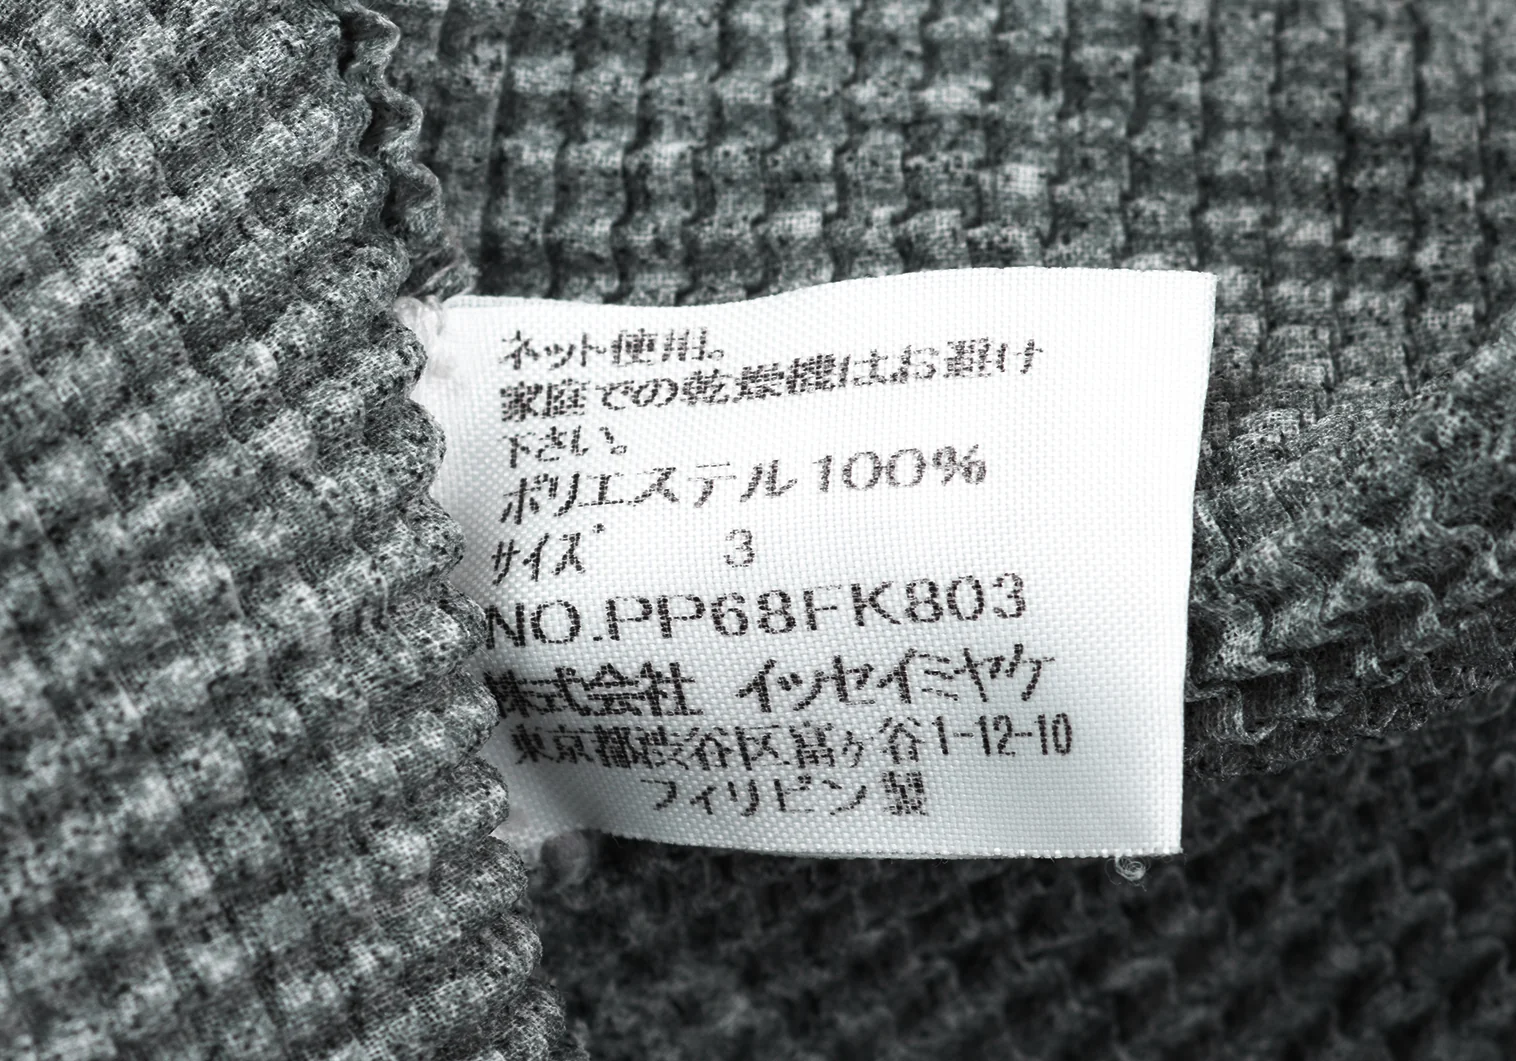 ネット使用。
家庭での乾燥機はお避け
下さい。
ポリエステル 100%
サイズ 3
NO.PP68FK803
株式会社 イッセイミヤケ
東京都渋谷区富ヶ谷1-12-10
フィリピン製